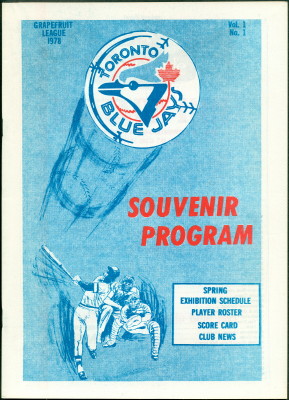 GRAPEFRUIT
LEAGUE
1978
Vol. 1
No. 1
TORONTO
BLUE JAYS
SOUVENIR
PROGRAM
SPRING
EXHIBITION SCHEDULE
PLAYER ROSTER
SCORE CARD
CLUB NEWS